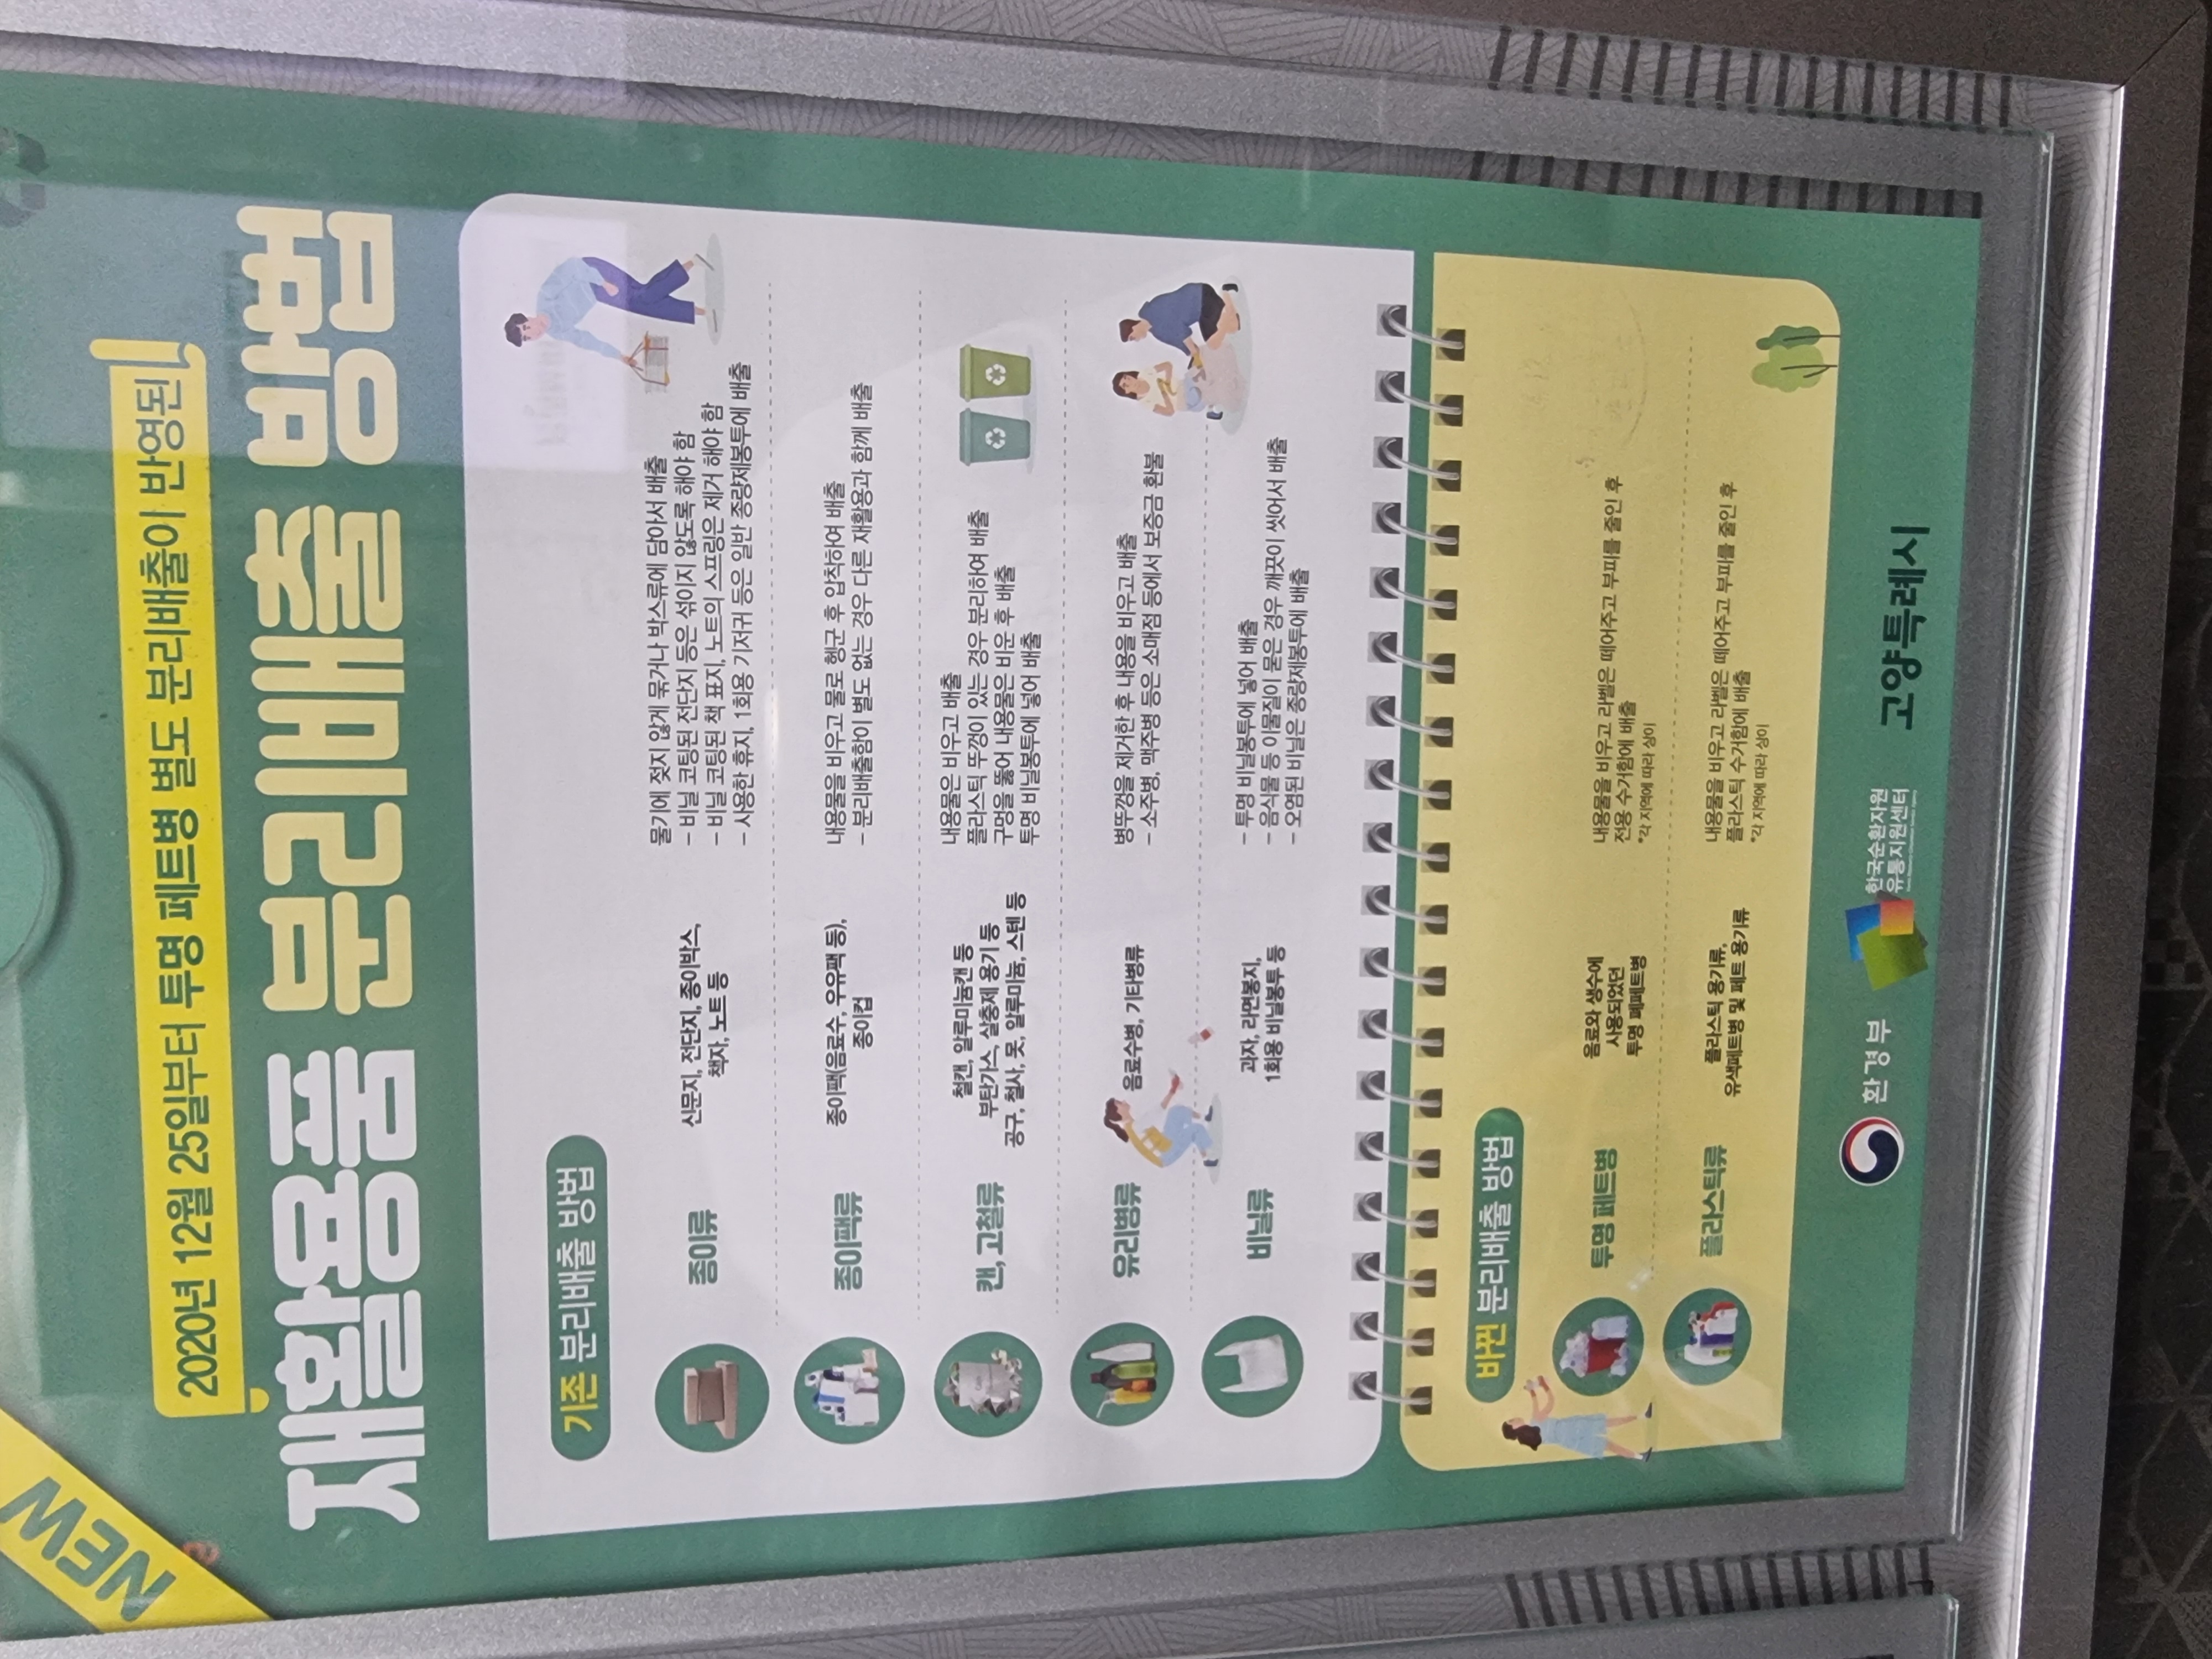 NEW
2020년 12월 25일부터 투명 페트병 별도 분리배출이 반영된
재활용품 분리배출 방법
기존 분리배출 방법
종이류
신문지, 전단지, 종이박스,
책자, 노트 등
물기에 젖지 않게 묶거나 박스류에 담아서 배출
- 비닐 코팅된 전단지 등은 섞이지 않도록 해야 함
- 비닐 코팅된 책 표지, 노트의 스프링은 제거 해야 함
- 사용한 휴지, 1회용 기저귀 등은 일반 종량제봉투에 배출
종이팩류
종이팩(음료수, 우유팩 등),
종이컵
내용물을 비우고 물로 헹군 후 압착하여 배출
- 분리배출함이 별도 없는 경우 다른 재활용과 함께 배출
캔, 고철류
철캔, 알루미늄캔 등
부탄가스, 살충제 용기 등
공구, 철사, 못, 알루미늄, 스텐 등
내용물은 비우고 배출
플라스틱 뚜껑이 있는 경우 분리하여 배출
구멍을 뚫어 내용물은 비운 후 배출
투명 비닐봉투에 넣어 배출
유리병류
음료수병, 기타병류
병뚜껑을 제거한 후 내용을 비우고 배출
- 소주병, 맥주병 등은 소매점 등에서 보증금 환불
비닐류
과자, 라면봉지,
1회용 비닐봉투 등
- 투명 비닐봉투에 넣어 배출
- 음식물 등 이물질이 묻은 경우 깨끗이 씻어서 배출
- 오염된 비닐은 종량제봉투에 배출
바뀐 분리배출 방법
투명 페트병
음료와 생수에
사용되었던
투명 폐페트병
내용물을 비우고 라벨은 떼어주고 부피를 줄인 후
전용 수거함에 배출
*각 지역에 따라 상이
플라스틱류
플라스틱 용기류,
유색페트병 및 페트 용기류
내용물을 비우고 라벨은 떼어주고 부피를 줄인 후
플라스틱 수거함에 배출
*각 지역에 따라 상이
환경부
한국순환자원
유통지원센터
고양특례시